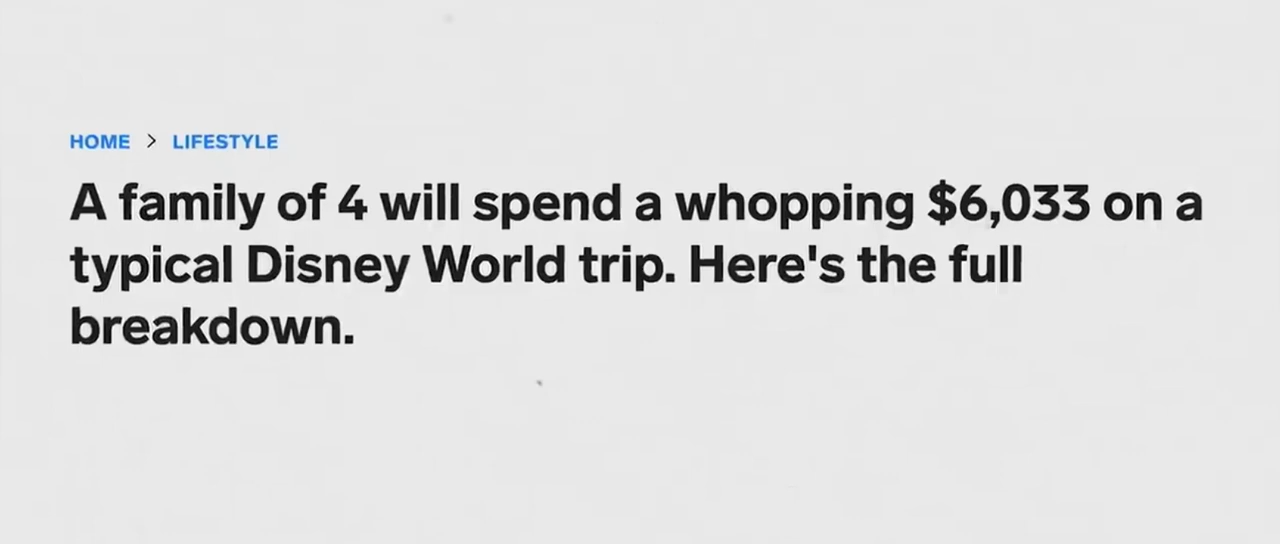 HOME > LIFESTYLE
A family of 4 will spend a whopping $6,033 on a
typical Disney World trip. Here's the full
breakdown.